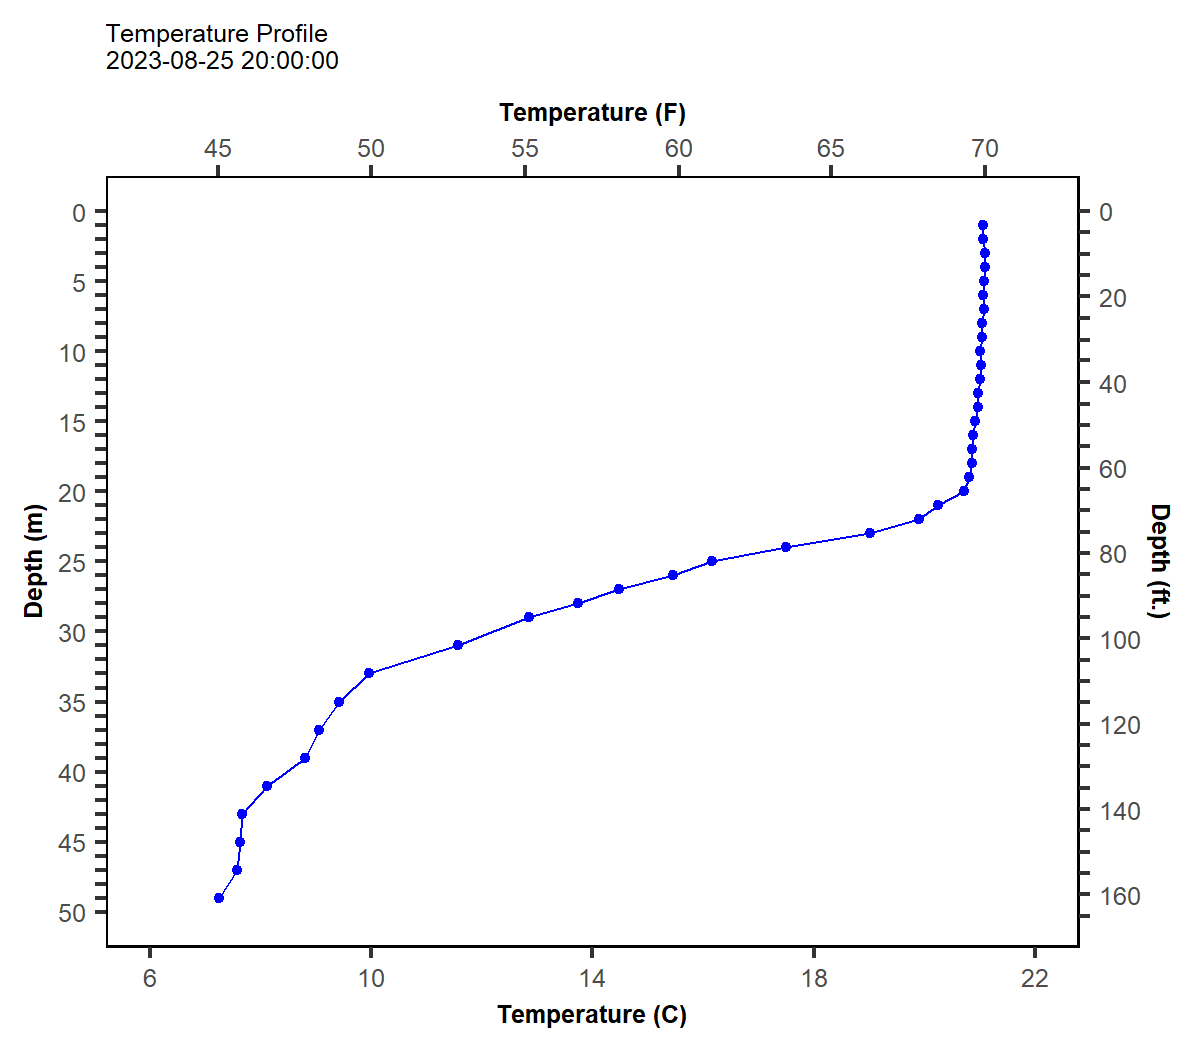 Temperature Profile
2023-08-25 20:00:00
Temperature (F)
45 50 55 60 65 70
0 5 10 15 20 25 30 35 40 45 50
Depth (m)
0 20 40 60 80 100 120 140 160
Depth (ft.)
6 10 14 18 22
Temperature (C)